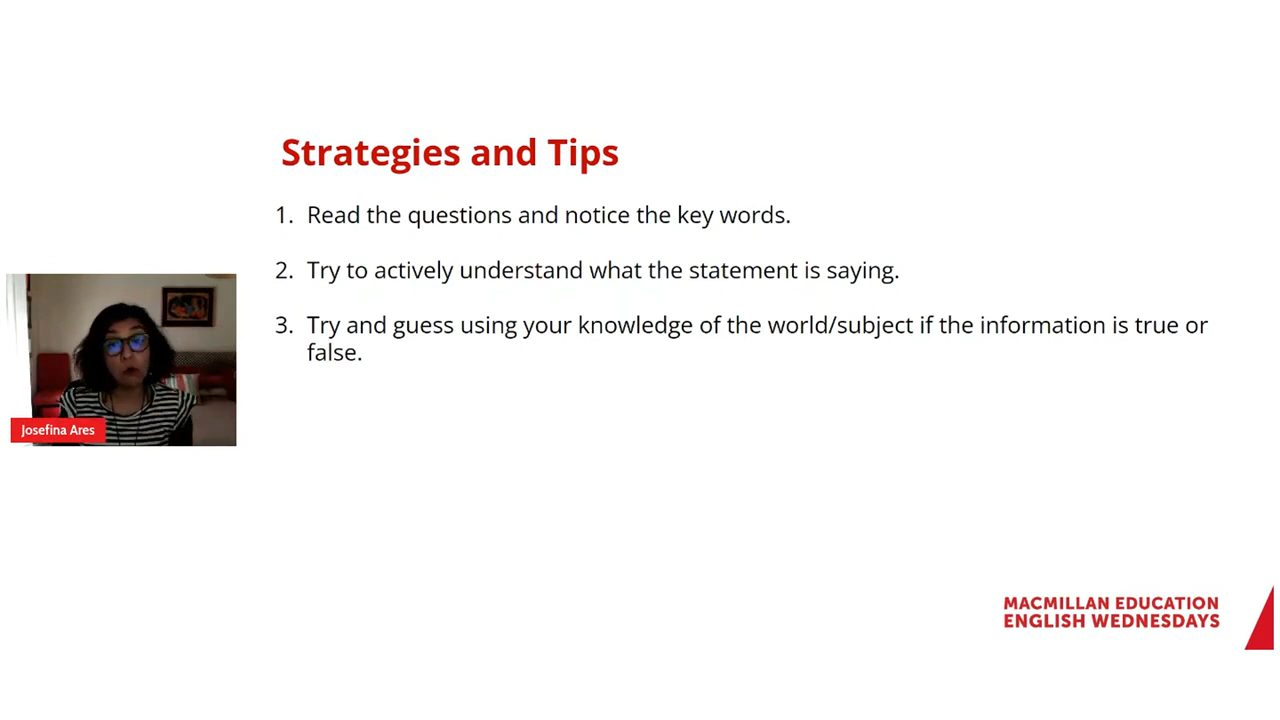 Strategies and Tips
1. Read the questions and notice the key words.
2. Try to actively understand what the statement is saying.
3. Try and guess using your knowledge of the world/subject if the information is true or
false.
Josefina Ares
MACMILLAN EDUCATION
ENGLISH WEDNESDAYS